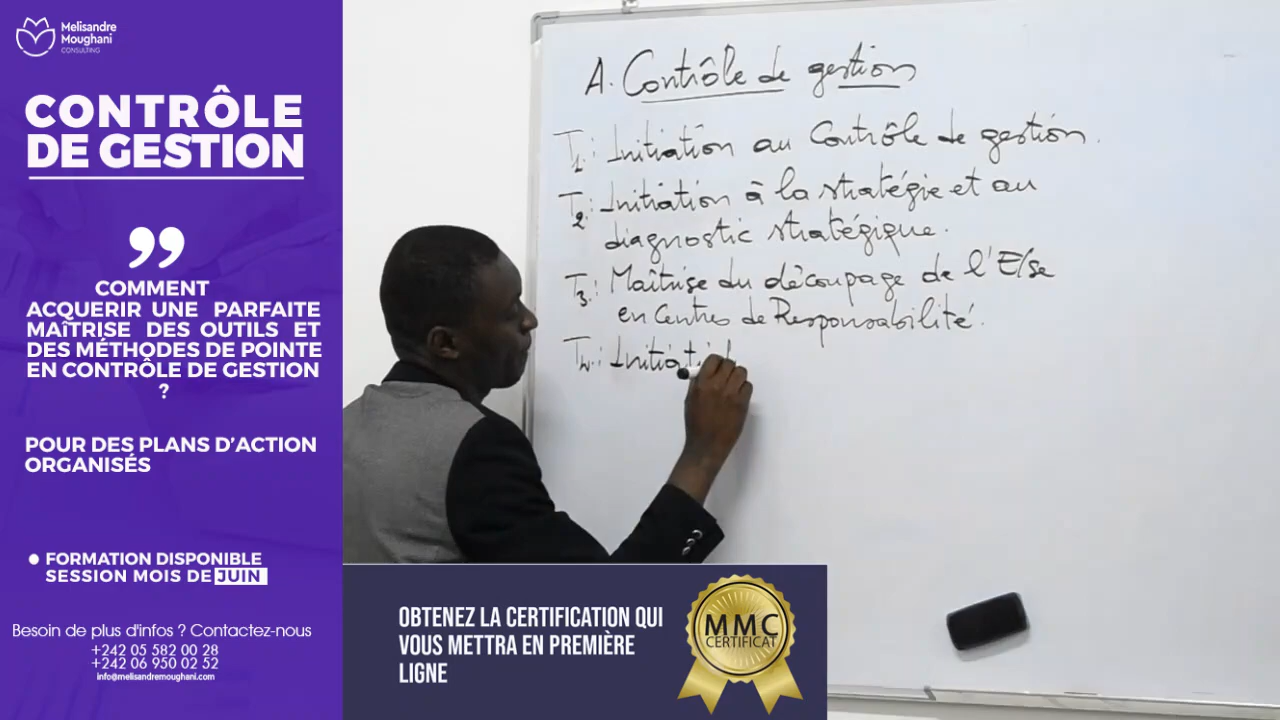 Melisandre
Moughani
CONSULTING
CONTRÔLE
DE GESTION
COMMENT
ACQUERIR UNE PARFAITE
MAîTRISE DES OUTILS ET
DES MÉTHODES DE POINTE
EN CONTRÔLE DE GESTION
?
POUR DES PLANS D'ACTION
ORGANISÉS
FORMATION DISPONIBLE
SESSION MOIS DE JUIN
Besoin de plus d'infos ? Contactez-nous
+242 05 582 00 28
+242 06 950 02 52
info@melisandremoughani.com
A. Contrôle de gestion
T1: Initiation au Contrôle de gestion.
T2: Initiation à la stratégie et au
diagnostic stratégique.
T3: Maîtrise du découpage de l'E/se
en Centres de Responsabilité.
OBTENEZ LA CERTIFICATION QUI
VOUS METTRA EN PREMIÈRE
LIGNE
MMC
CERTIFICAT